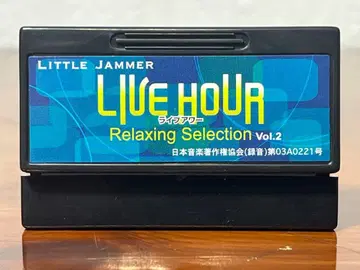 LITTLE JAMMER
LIVE HOUR
ライブアワー
Relaxing Selection Vol.2
日本音楽著作権協会(録音)第03A0221号